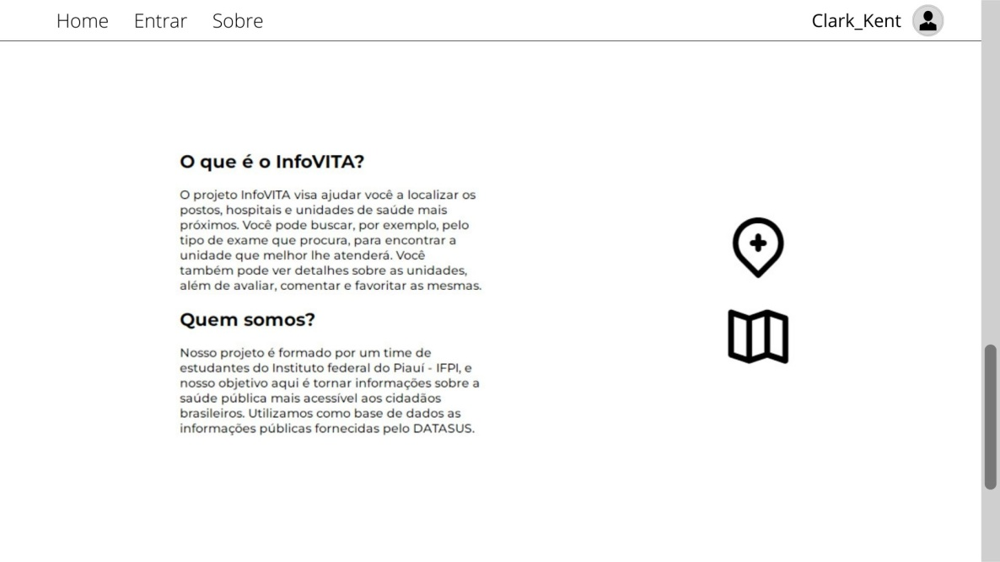 Home Entrar Sobre Clark_Kent
O que é o InfoVITA?
O projeto InfoVITA visa ajudar você a localizar os
postos, hospitais e unidades de saúde mais
próximos. Você pode buscar, por exemplo, pelo
tipo de exame que procura, para encontrar a
unidade que melhor lhe atenderá. Você
também pode ver detalhes sobre as unidades,
além de avaliar, comentar e favoritar as mesmas.
Quem somos?
Nosso projeto é formado por um time de
estudantes do Instituto federal do Piauí - IFPI, e
nosso objetivo aqui é tornar informações sobre a
saúde pública mais acessível aos cidadãos
brasileiros. Utilizamos como base de dados as
informações públicas fornecidas pelo DATASUS.